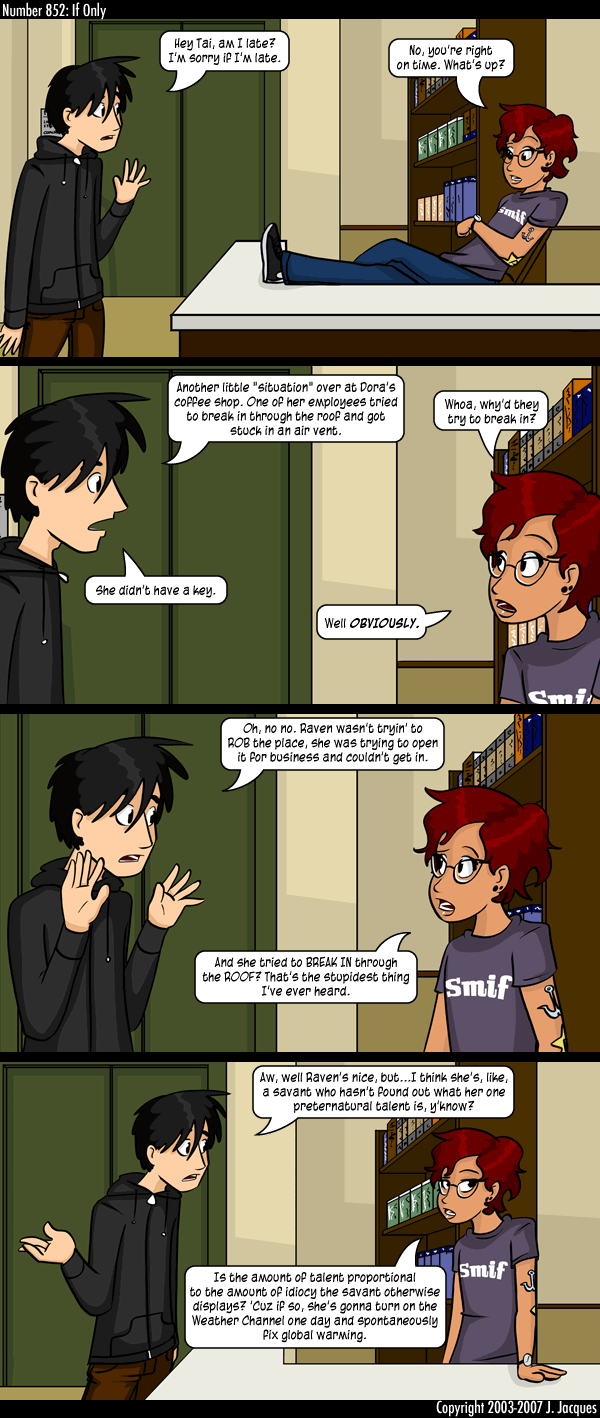 Number 852: If Only
Hey Tai, am I late?
I'm sorry if I'm late.
No, you're right
on time. What's up?
Smif
Another little "situation" over at Dora's
coffee shop. One of her employees tried
to break in through the roof and got
stuck in an air vent.
Whoa, why'd they
try to break in?
She didn't have a key.
Well OBVIOUSLY.
Smif
Oh, no no. Raven wasn't tryin' to
ROB the place, she was trying to open
it for business and couldn't get in.
And she tried to BREAK IN through
the ROOF? That's the stupidest thing
I've ever heard.
Smif
Aw, well Raven's nice, but...I think she's, like,
a savant who hasn't found out what her one
preternatural talent is, y'know?
Smif
Is the amount of talent proportional
to the amount of idiocy the savant otherwise
displays? 'Cuz if so, she's gonna turn on the
Weather Channel one day and spontaneously
fix global warming.
Copyright 2003-2007 J. Jacques